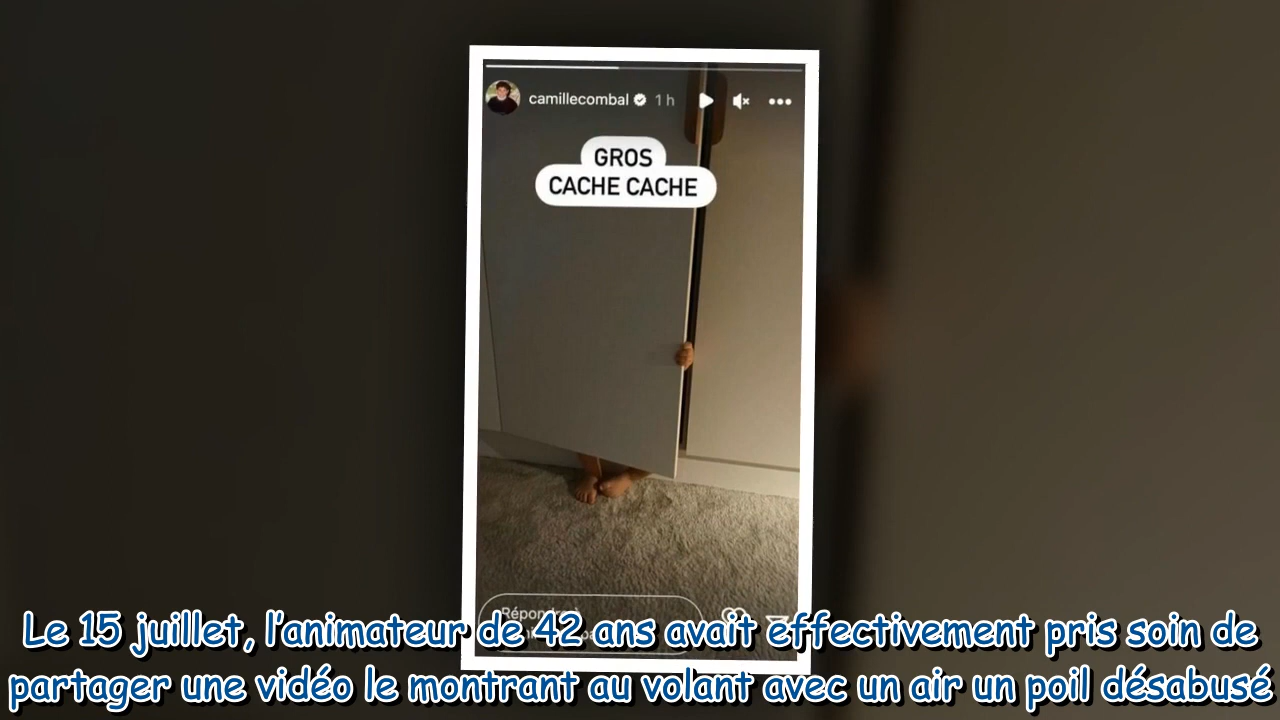 camillecombal 1 h
GROS
CACHE CACHE
Répondre à
Le 15 juillet, l'animateur de 42 ans avait effectivement pris soin de
partager une vidéo le montrant au volant avec un air un poil désabusé